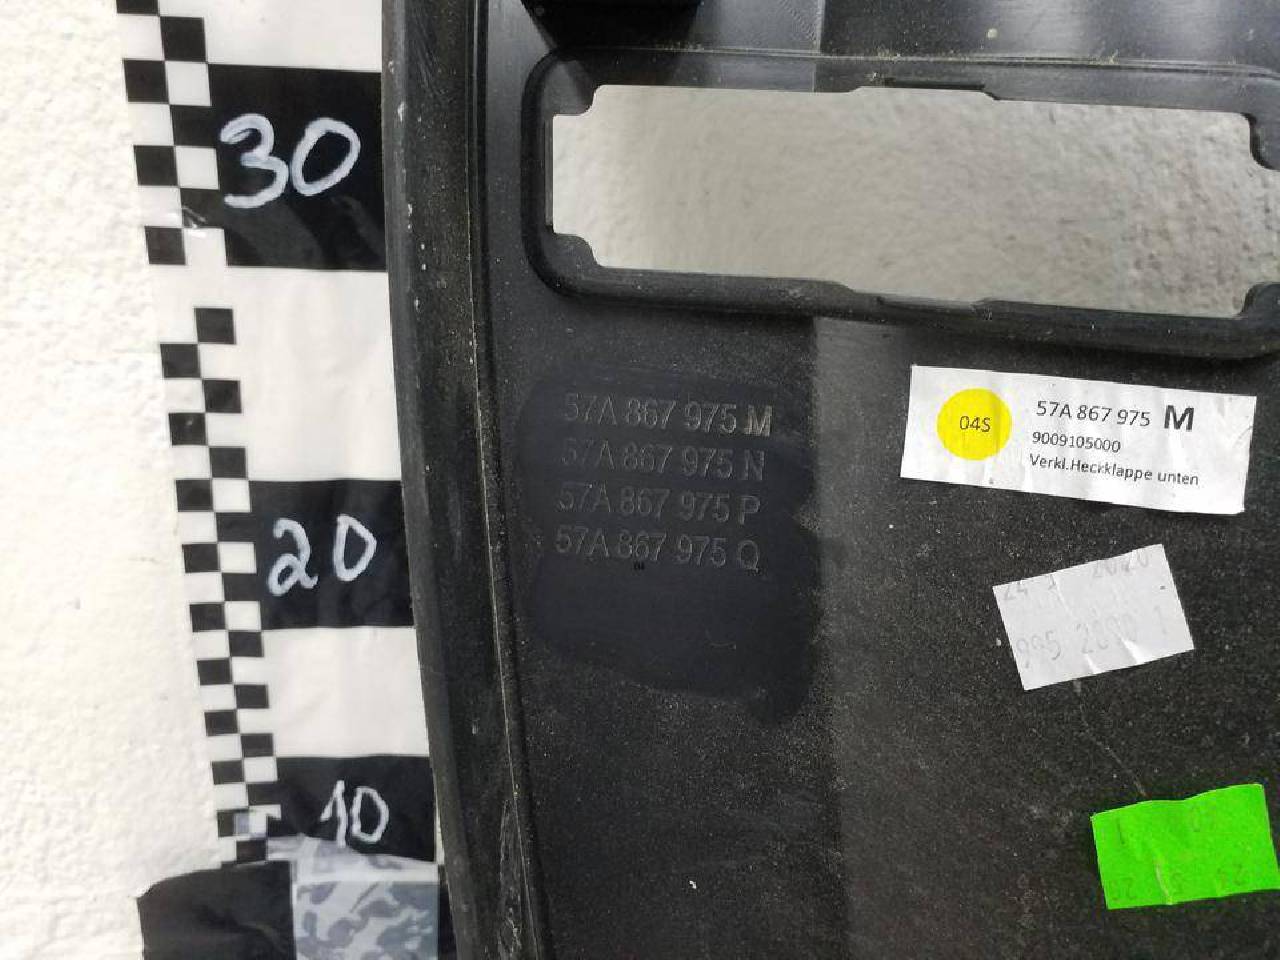 30
57A 867 975 M
57A 867 975 N
57A 867 975 P
57A 867 975 Q
04S
57A 867 975 M
9009105000
Verkl.Heckklappe unten
2020
20
10